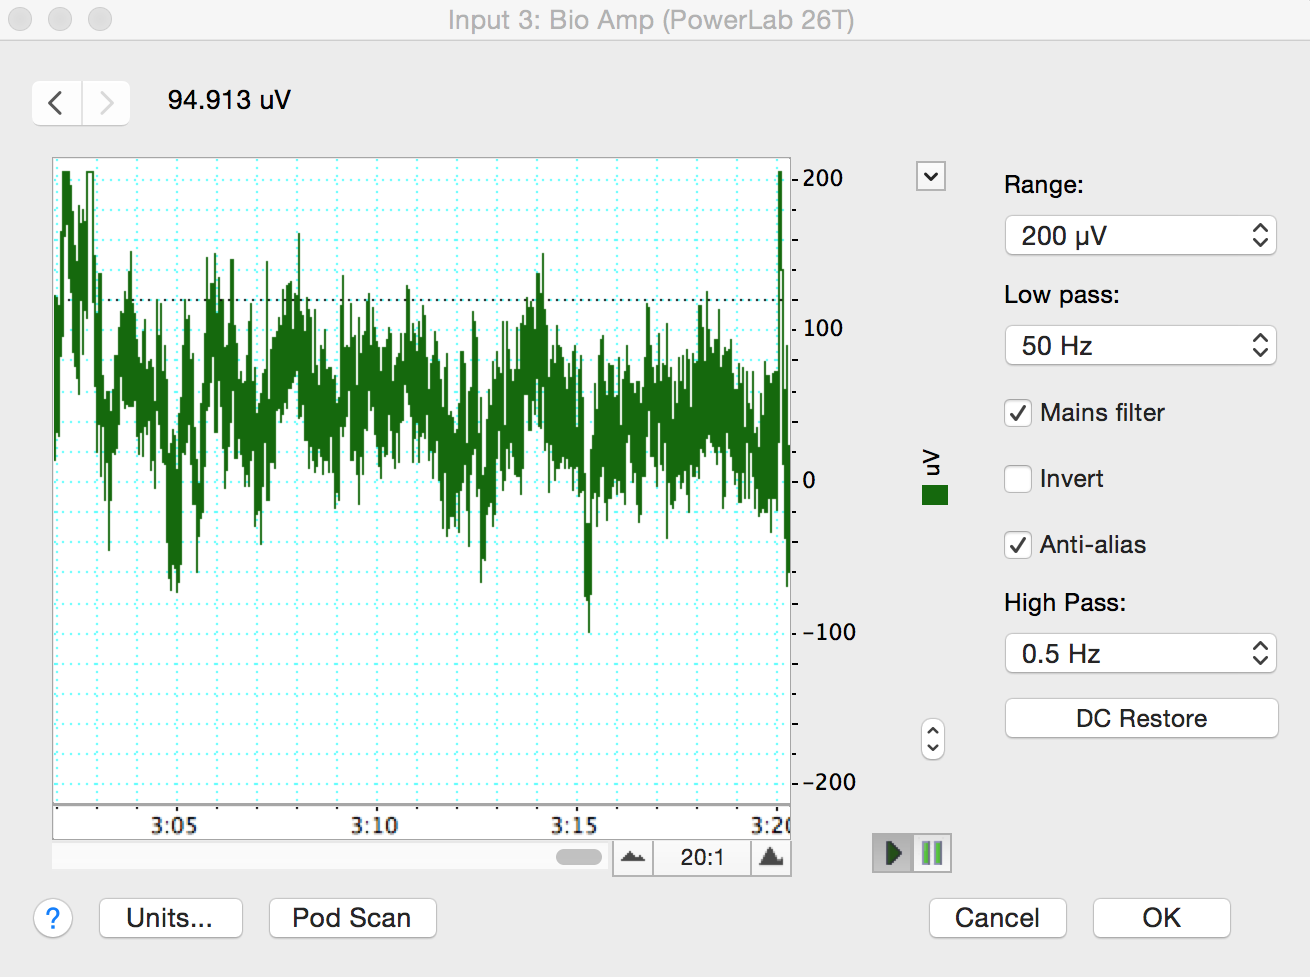 Input 3: Bio Amp (PowerLab 26T)
94.913 uV
200
100
0
−100
−200
3:05
3:10
3:15
3:20
20:1
uV
Range:
200 µV
Low pass:
50 Hz
Mains filter
Invert
Anti-alias
High Pass:
0.5 Hz
DC Restore
?
Units...
Pod Scan
Cancel
OK